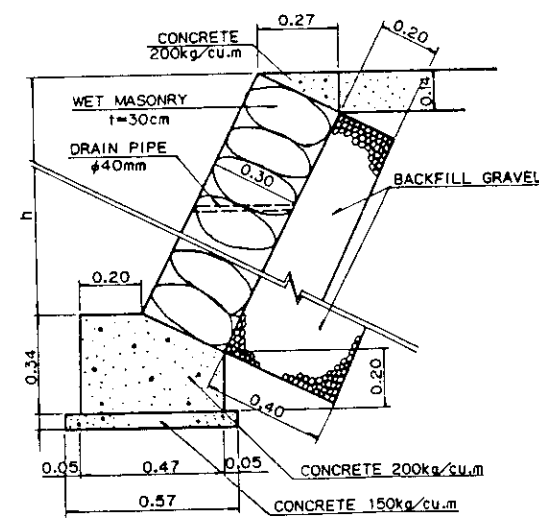 0.27
0.20
CONCRETE
200kg/cu.m
0.14
WET MASONRY
t=30cm
DRAIN PIPE
φ40mm
0.30
BACKFILL GRAVEL
h
0.20
0.34
0.20
0.40
0.05
0.47
0.05
CONCRETE 200kg/cu.m
0.57
CONCRETE 150kg/cu.m